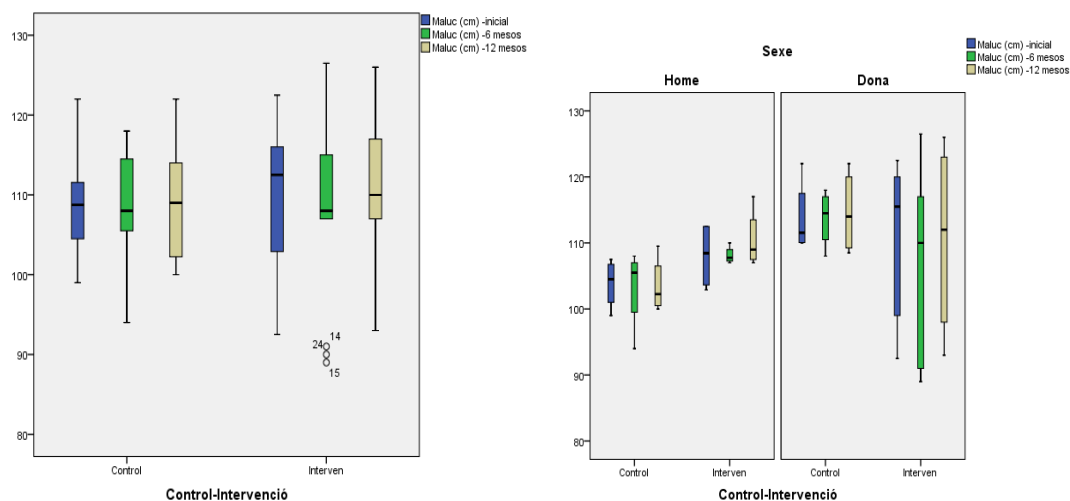 Maluc (cm) -inicial
Maluc (cm) -6 mesos
Maluc (cm) -12 mesos
130
120
110
100
90
80
14
24
15
Control
Interven
Control-Intervenció
Maluc (cm) -inicial
Maluc (cm) -6 mesos
Maluc (cm) -12 mesos
Sexe
Home
Dona
130
120
110
100
90
80
Control
Interven
Control
Interven
Control-Intervenció